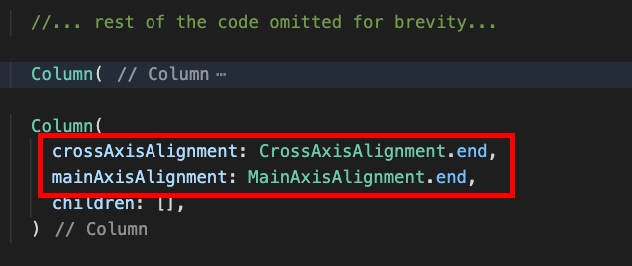 //... rest of the code omitted for brevity...
Column( // Column ⋯
Column(
crossAxisAlignment: CrossAxisAlignment.end,
mainAxisAlignment: MainAxisAlignment.end,
children: [],
) // Column